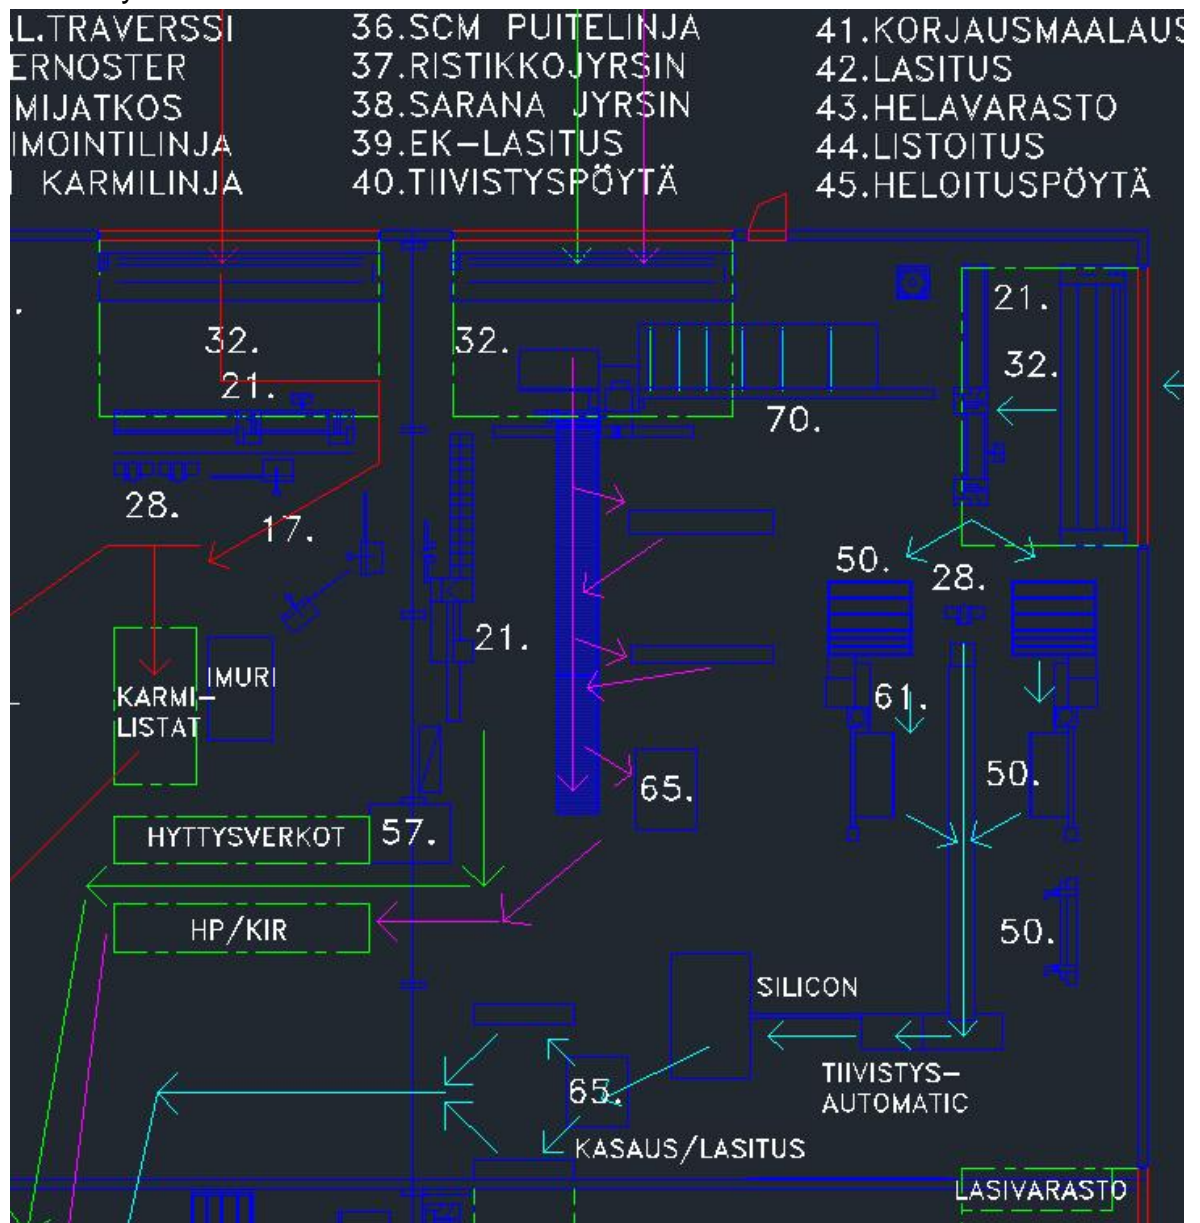 L.TRAVERSSI
ERNOSTER
MIJATKOS
IMOINTILINJA
KARMILINJA
36.SCM PUITELINJA
37.RISTIKKOJYRSIN
38.SARANA JYRSIN
39.EK-LASITUS
40.TIIVISTYSPÖYTÄ
41.KORJAUSMAALAUS
42.LASITUS
43.HELAVARASTO
44.LISTOITUS
45.HELOITUSPÖYTÄ
32.
21.
28.
17.
32.
70.
21.
32.
50.
28.
21.
IMURI
KARMI-
LISTAT
61.
50.
65.
HYTTYSVERKOT
57.
HP/KIR
50.
SILICON
TIIVISTYS-
AUTOMATIC
65.
KASAUS/LASITUS
LASIVARASTO